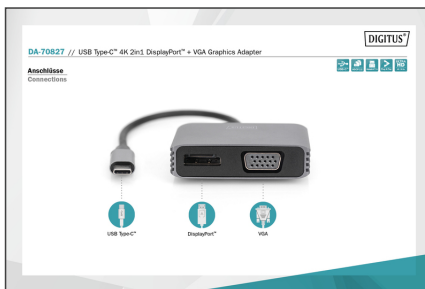 DIGITUS®
DA-70827 // USB Type-C™ 4K 2in1 DisplayPort™ + VGA Graphics Adapter
Anschlüsse
Connections
USB Type-C™
DisplayPort™
VGA